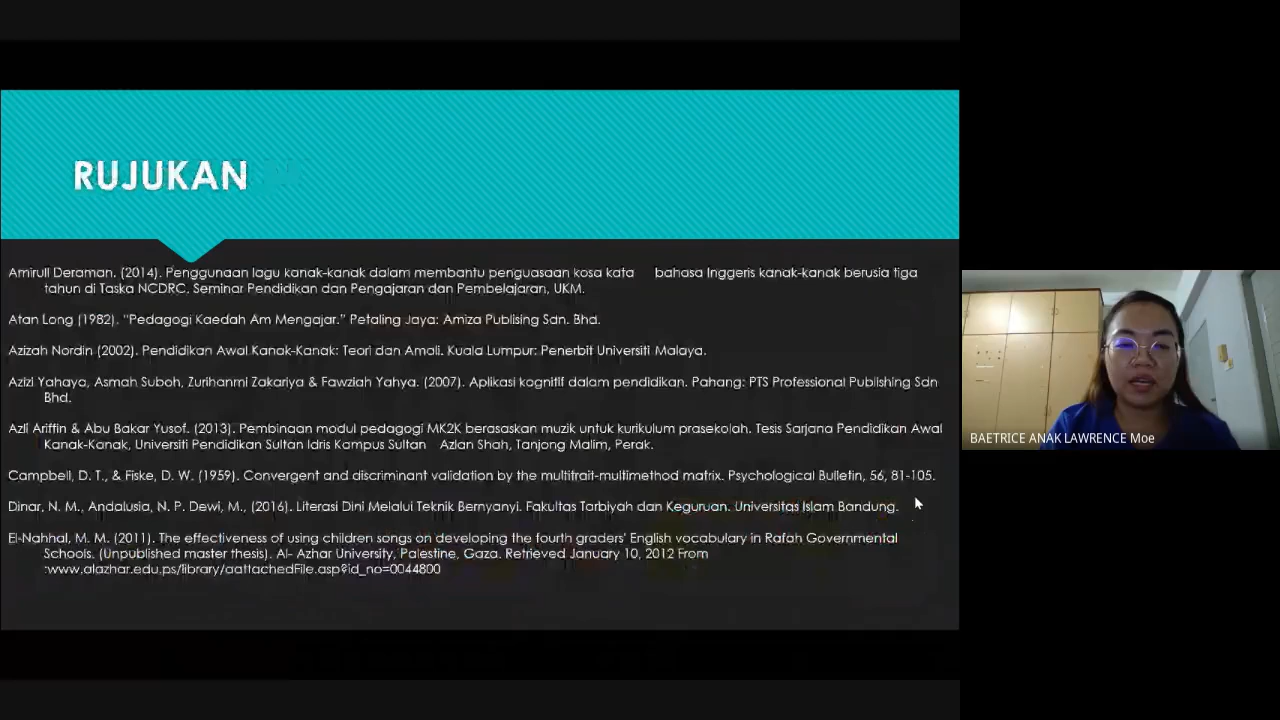 RUJUKAN
Amirull Deraman. (2014). Penggunaan lagu kanak-kanak dalam membantu penguasaan kosa kata bahasa Inggeris kanak-kanak berusia tiga
tahun di Taska NCDRC. Seminar Pendidikan dan Pengajaran dan Pembelajaran, UKM.
Atan Long (1982). "Pedagogi Kaedah Am Mengajar." Petaling Jaya: Amiza Publising Sdn. Bhd.
Azizah Nordin (2002). Pendidikan Awal Kanak-Kanak: Teori dan Amali. Kuala Lumpur: Penerbit Universiti Malaya.
Azizi Yahaya, Asmah Suboh, Zurihanmi Zakariya & Fawziah Yahya. (2007). Aplikasi kognitif dalam pendidikan. Pahang: PTS Professional Publishing Sdn
Bhd.
Azli Ariffin & Abu Bakar Yusof. (2013). Pembinaan modul pedagogi MK2K berasaskan muzik untuk kurikulum prasekolah. Tesis Sarjana Pendidikan Awal
Kanak-Kanak, Universiti Pendidikan Sultan Idris Kampus Sultan Azlan Shah, Tanjong Malim, Perak.
Campbell, D. T., & Fiske, D. W. (1959). Convergent and discriminant validation by the multitrait-multimethod matrix. Psychological Bulletin, 56, 81-105.
Dinar, N. M., Andalusia, N. P. Dewi, M., (2016). Literasi Dini Melalui Teknik Bernyanyi. Fakultas Tarbiyah dan Keguruan. Universitas Islam Bandung.
El-Nahhal, M. M. (2011). The effectiveness of using children songs on developing the fourth graders' English vocabulary in Rafah Governmental
Schools. (Unpublished master thesis). Al- Azhar University, Palestine, Gaza. Retrieved January 10, 2012 From
:www.alazhar.edu.ps/library/aattachedFile.asp?id_no=0044800
BAETRICE ANAK LAWRENCE Moe